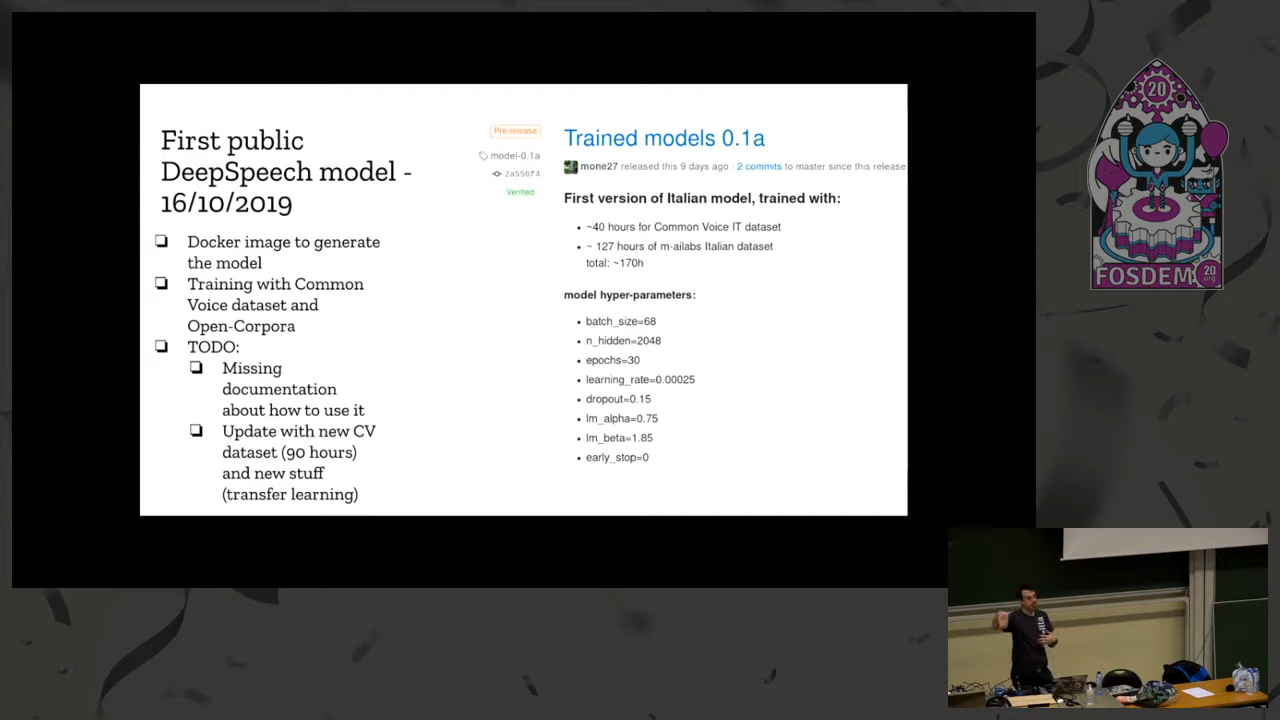 First public
DeepSpeech model -
16/10/2019
Docker image to generate
the model
Training with Common
Voice dataset and
Open-Corpora
TODO:
Missing
documentation
about how to use it
Update with new CV
dataset (90 hours)
and new stuff
(transfer learning)
Pre-release
model-0.1a
2a550f4
Verified
Trained models 0.1a
mone27 released this 9 days ago · 2 commits to master since this release
First version of Italian model, trained with:
• ~40 hours for Common Voice IT dataset
• ~ 127 hours of m-ailabs Italian dataset
total: ~170h
model hyper-parameters:
• batch_size=68
• n_hidden=2048
• epochs=30
• learning_rate=0.00025
• dropout=0.15
• lm_alpha=0.75
• lm_beta=1.85
• early_stop=0
20
FOSDEM
20
.org